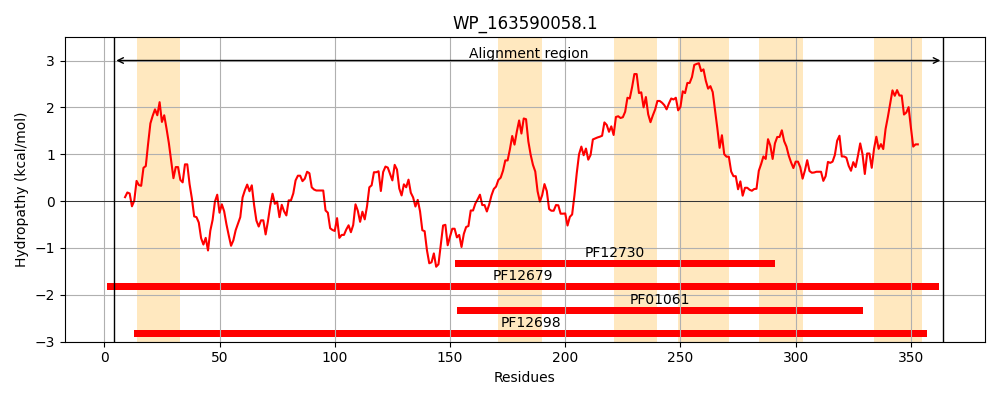 WP_163590058.1
Alignment region
3
2
1
0
−1
−2
−3
Hydropathy (kcal/mol)
PF12730
PF12679
PF01061
PF12698
0 50 100 150 200 250 300 350
Residues